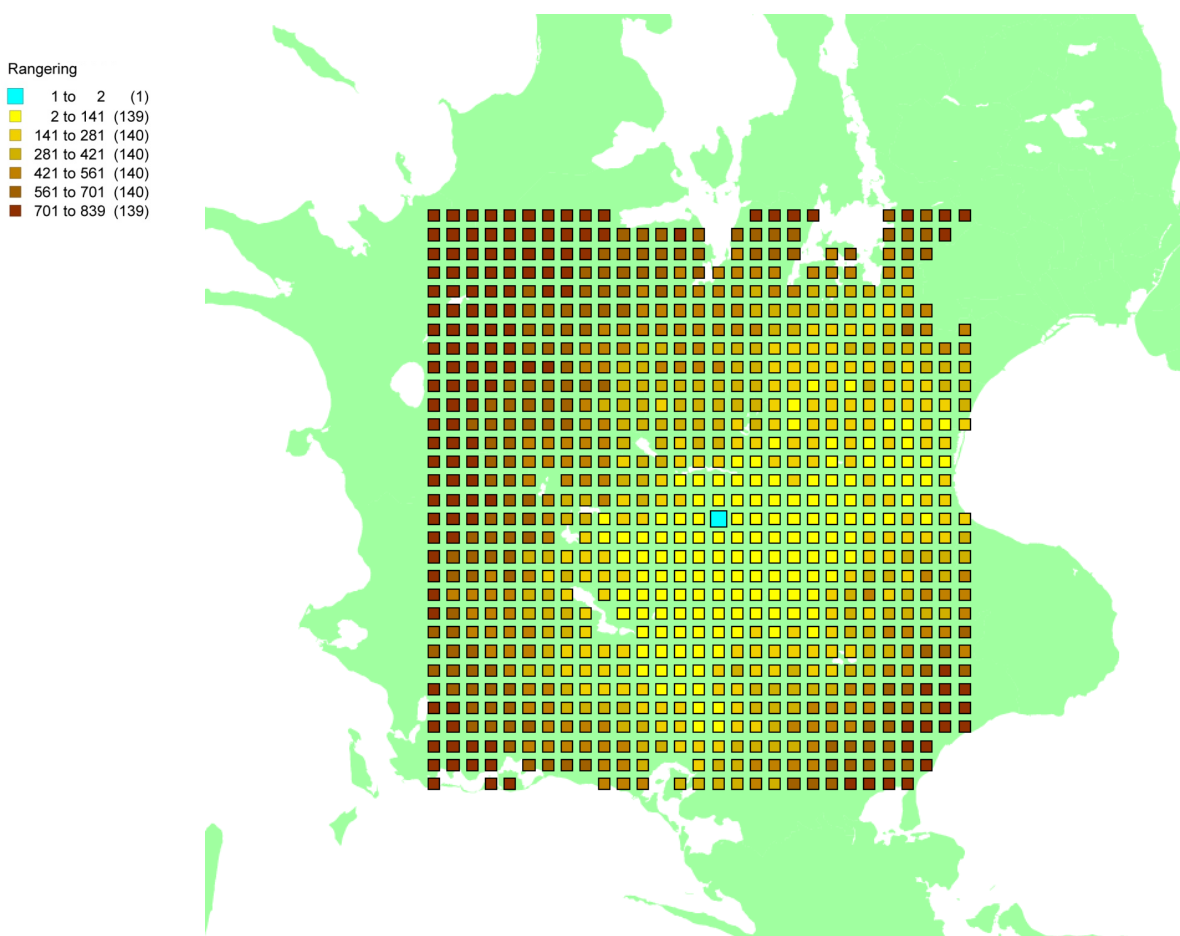 Rangering
1 to 2 (1)
2 to 141 (139)
141 to 281 (140)
281 to 421 (140)
421 to 561 (140)
561 to 701 (140)
701 to 839 (139)